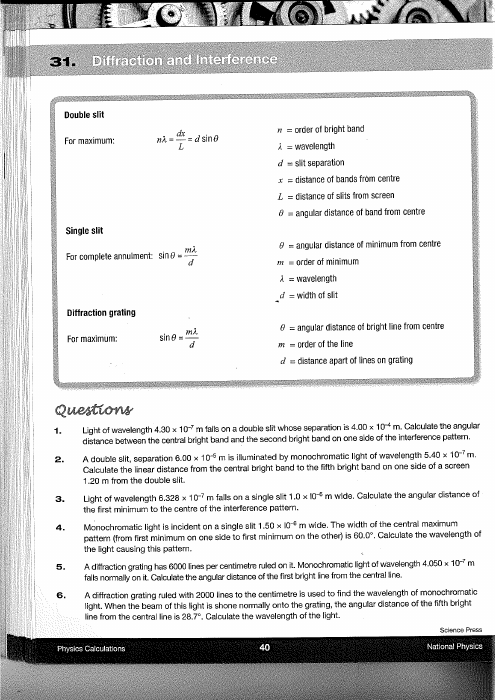 31. Diffraction and Interference
Double slit
For maximum: nλ = dx/L = d sin θ
n = order of bright band
λ = wavelength
d = slit separation
x = distance of bands from centre
L = distance of slits from screen
θ = angular distance of band from centre
Single slit
For complete annulment: sin θ = mλ/d
θ = angular distance of minimum from centre
m = order of minimum
λ = wavelength
d = width of slit
Diffraction grating
For maximum: sin θ = mλ/d
θ = angular distance of bright line from centre
m = order of the line
d = distance apart of lines on grating
Questions
1. Light of wavelength 4.30 × 10⁻⁷ m falls on a double slit whose separation is 4.00 × 10⁻⁴ m. Calculate the angular
distance between the central bright band and the second bright band on one side of the interference pattern.
2. A double slit, separation 6.00 × 10⁻⁵ m is illuminated by monochromatic light of wavelength 5.40 × 10⁻⁷ m.
Calculate the linear distance from the central bright band to the fifth bright band on one side of a screen
1.20 m from the double slit.
3. Light of wavelength 6.328 × 10⁻⁷ m falls on a single slit 1.0 × 10⁻⁶ m wide. Calculate the angular distance of
the first minimum to the centre of the interference pattern.
4. Monochromatic light is incident on a single slit 1.50 × 10⁻⁶ m wide. The width of the central maximum
pattern (from first minimum on one side to first minimum on the other) is 60.0°. Calculate the wavelength of
the light causing this pattern.
5. A diffraction grating has 6000 lines per centimetre ruled on it. Monochromatic light of wavelength 4.050 × 10⁻⁷ m
falls normally on it. Calculate the angular distance of the first bright line from the central line.
6. A diffraction grating ruled with 2000 lines to the centimetre is used to find the wavelength of monochromatic
light. When the beam of this light is shone normally onto the grating, the angular distance of the fifth bright
line from the central line is 28.7°. Calculate the wavelength of the light.
Science Press
Physics Calculations 40 National Physics